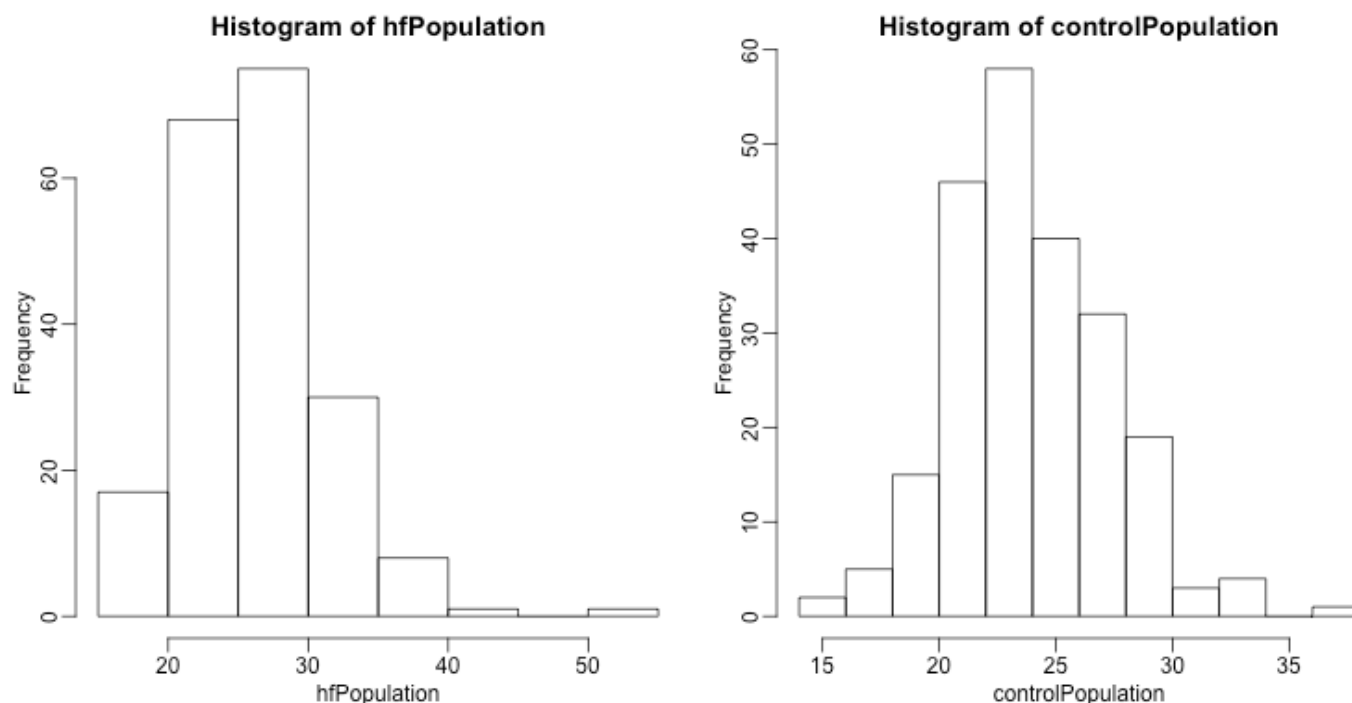 Histogram of hfPopulation
Frequency
0
20
40
60
20 30 40 50
hfPopulation
Histogram of controlPopulation
Frequency
0
10
20
30
40
50
60
15 20 25 30 35
controlPopulation